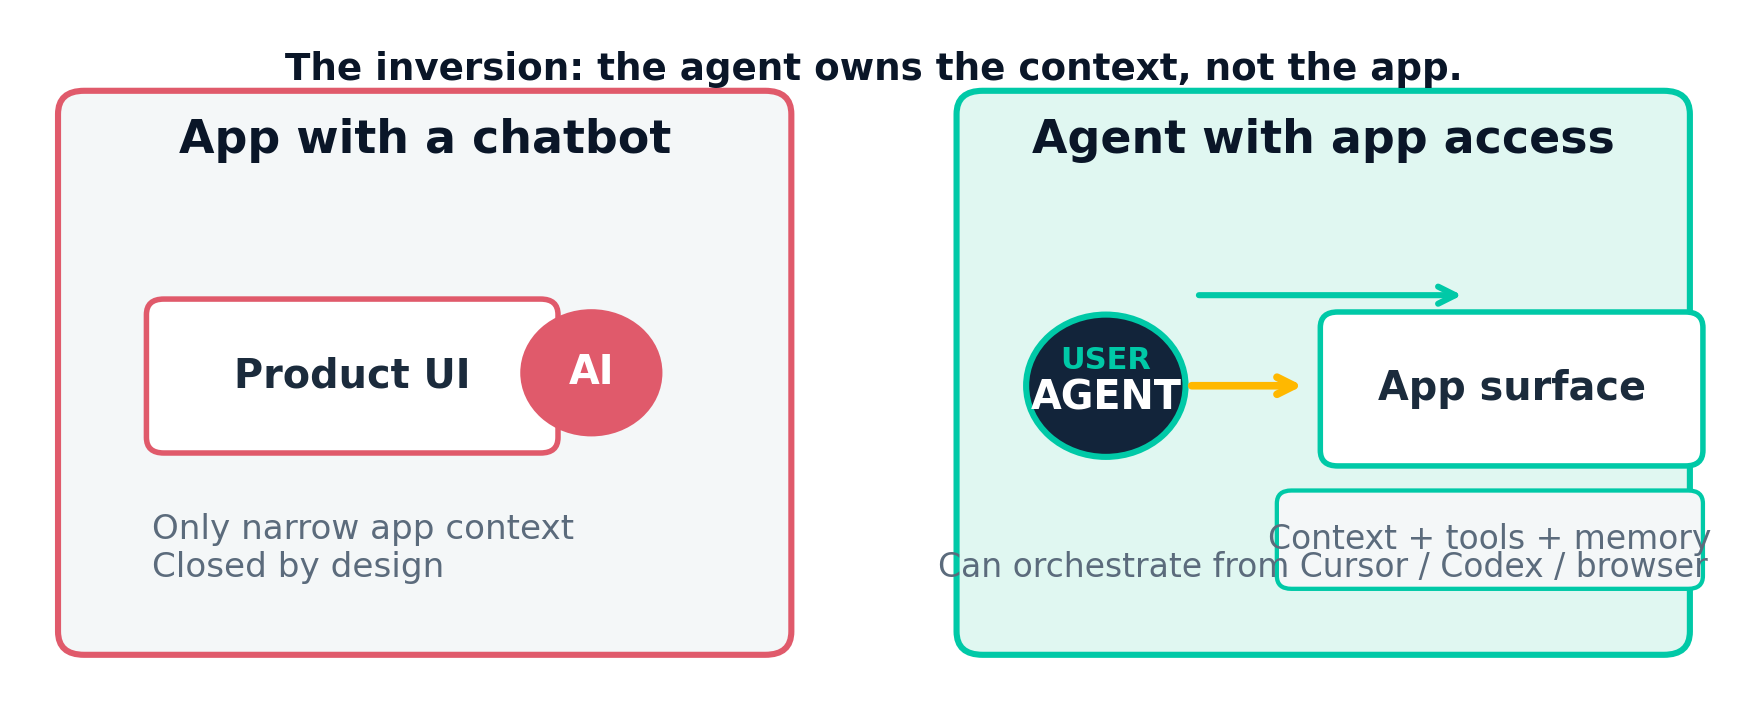 The inversion: the agent owns the context, not the app.
App with a chatbot
Product UI
AI
Only narrow app context
Closed by design
Agent with app access
USER
AGENT
App surface
Context + tools + memory
Can orchestrate from Cursor / Codex / browser